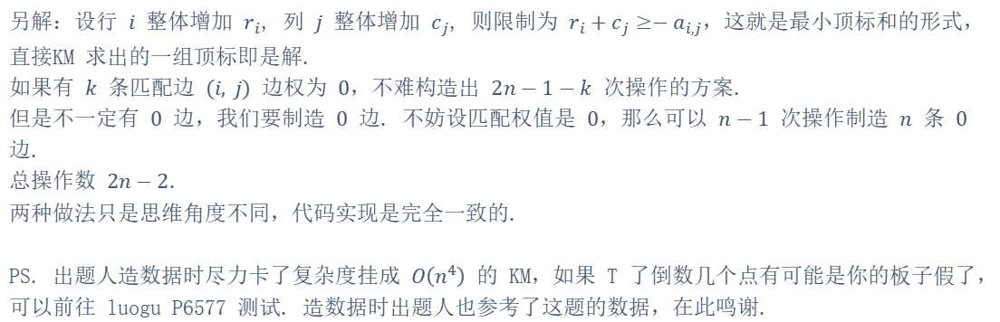 另解：设行 i 整体增加 rᵢ, 列 j 整体增加 cⱼ, 则限制为 rᵢ + cⱼ ≥ −aᵢ,ⱼ，这就是最小顶标和的形式，
直接KM 求出的一组顶标即是解.
如果有 k 条匹配边 (i, j) 边权为 0，不难构造出 2n − 1 − k 次操作的方案.
但是不一定有 0 边，我们要制造 0 边. 不妨设匹配权值是 0，那么可以 n − 1 次操作制造 n 条 0
边.
总操作数 2n − 2.
两种做法只是思维角度不同，代码实现是完全一致的.
PS. 出题人造数据时尽力卡了复杂度挂成 O(n⁴) 的 KM，如果 T 了倒数几个点有可能是你的板子假了，
可以前往 luogu P6577 测试. 造数据时出题人也参考了这题的数据，在此鸣谢.